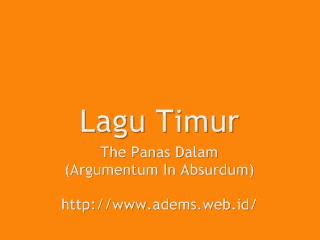 Lagu Timur
The Panas Dalam
(Argumentum In Absurdum)
http://www.adems.web.id/